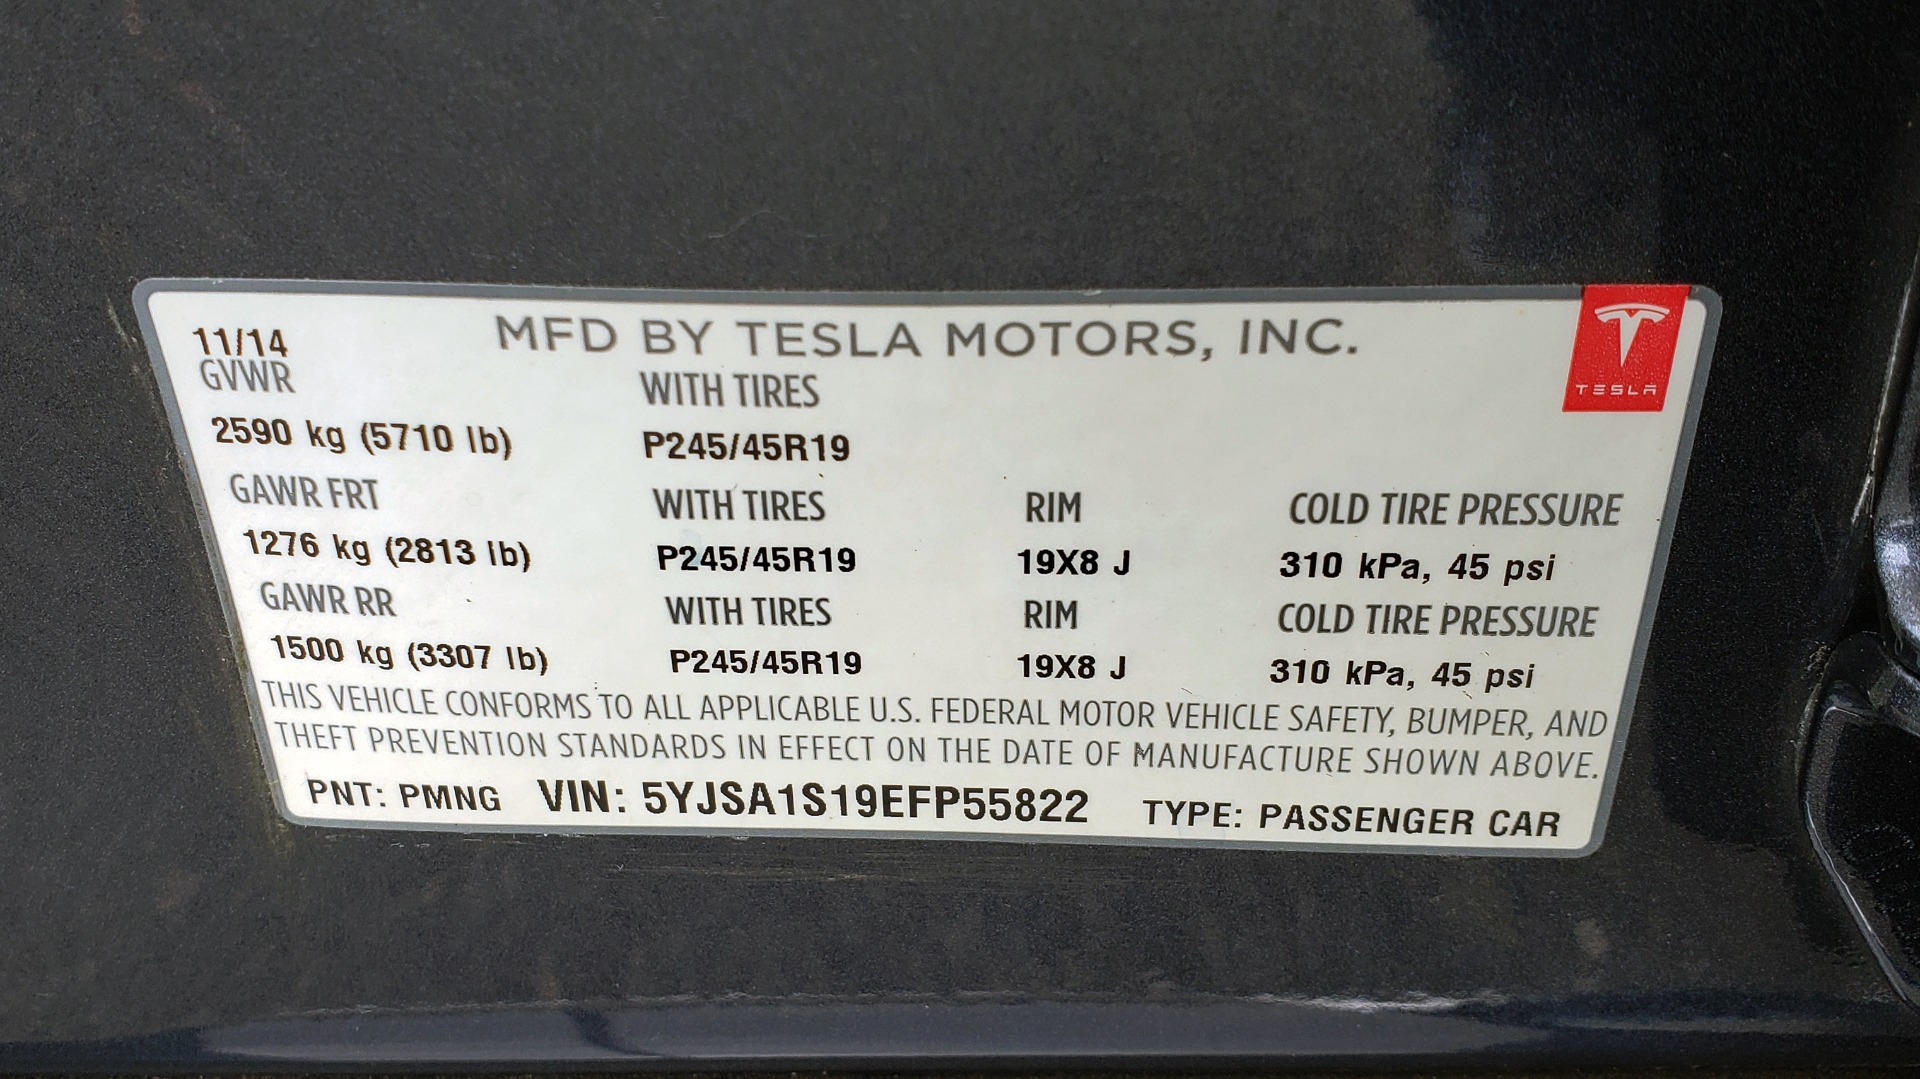 11/14 MFD BY TESLA MOTORS, INC.
TESLA
GVWR WITH TIRES
2590 kg (5710 lb) P245/45R19
GAWR FRT WITH TIRES RIM COLD TIRE PRESSURE
1276 kg (2813 lb) P245/45R19 19X8 J 310 kPa, 45 psi
GAWR RR WITH TIRES RIM COLD TIRE PRESSURE
1500 kg (3307 lb) P245/45R19 19X8 J 310 kPa, 45 psi
THIS VEHICLE CONFORMS TO ALL APPLICABLE U.S. FEDERAL MOTOR VEHICLE SAFETY, BUMPER, AND
THEFT PREVENTION STANDARDS IN EFFECT ON THE DATE OF MANUFACTURE SHOWN ABOVE.
PNT: PMNG VIN: 5YJSA1S19EFP55822 TYPE: PASSENGER CAR